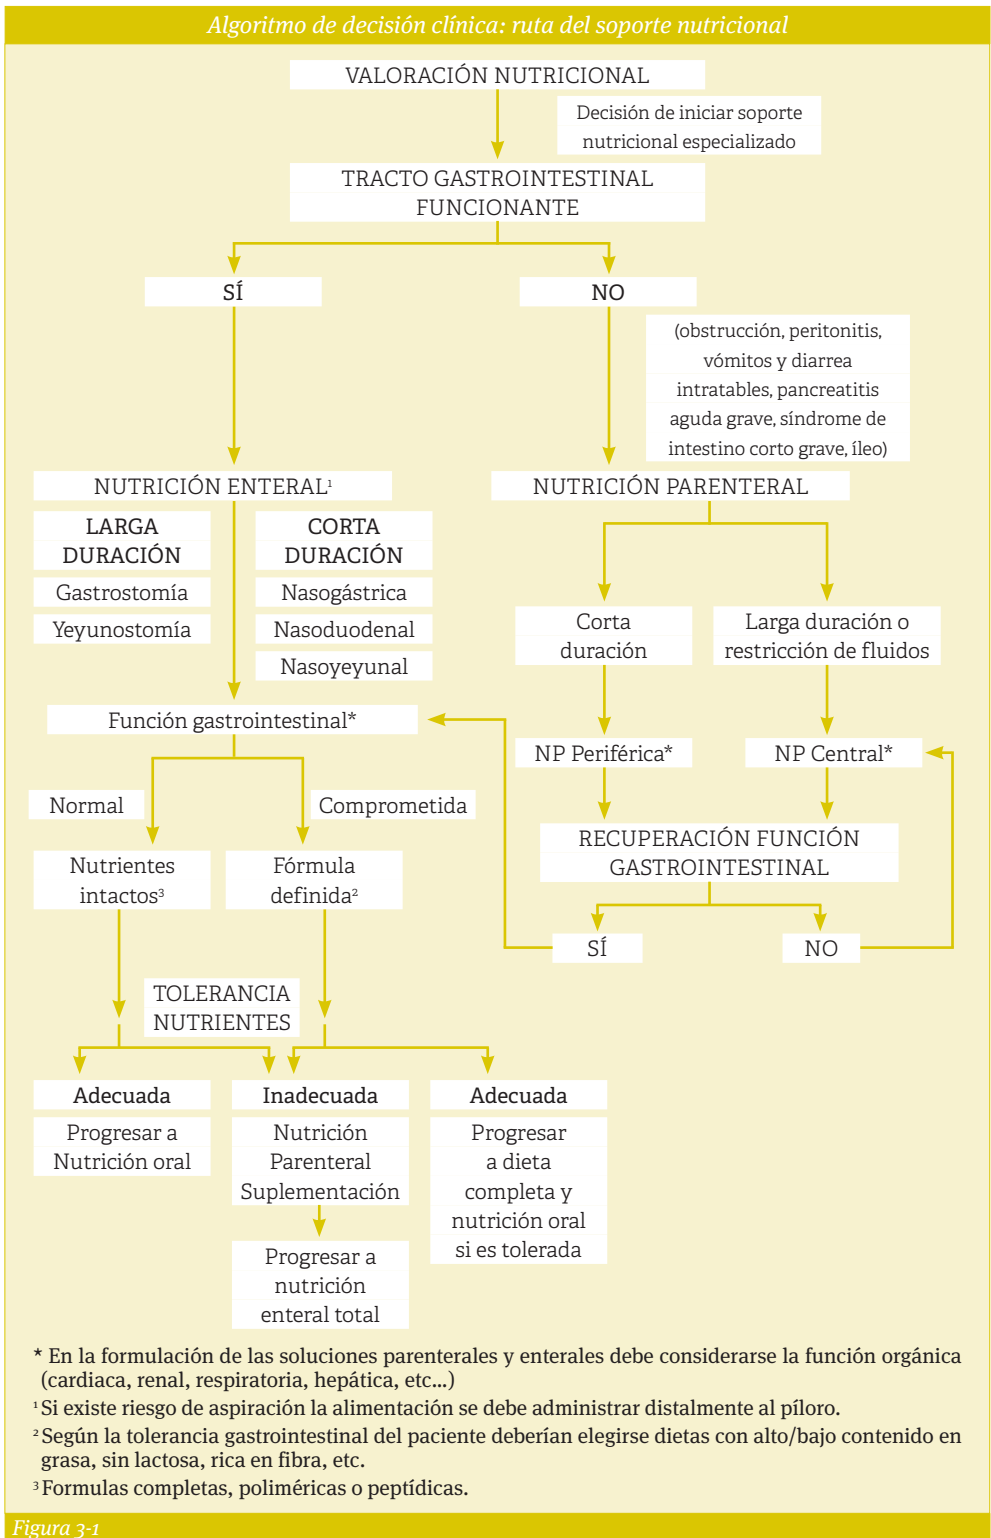 Algoritmo de decisión clínica: ruta del soporte nutricional
VALORACIÓN NUTRICIONAL
Decisión de iniciar soporte
nutricional especializado
TRACTO GASTROINTESTINAL
FUNCIONANTE
SÍ
NO
(obstrucción, peritonitis,
vómitos y diarrea
intratables, pancreatitis
aguda grave, síndrome de
intestino corto grave, íleo)
NUTRICIÓN ENTERAL¹
LARGA
DURACIÓN
Gastrostomía
Yeyunostomía
CORTA
DURACIÓN
Nasogástrica
Nasoduodenal
Nasoyeyunal
NUTRICIÓN PARENTERAL
Corta
duración
Larga duración o
restricción de fluidos
NP Periférica*
NP Central*
RECUPERACIÓN FUNCIÓN
GASTROINTESTINAL
SÍ
NO
Función gastrointestinal*
Normal
Comprometida
Nutrientes
intactos³
Fórmula
definida²
TOLERANCIA
NUTRIENTES
Adecuada
Progresar a
Nutrición oral
Inadecuada
Nutrición
Parenteral
Suplementación
Progresar a
nutrición
enteral total
Adecuada
Progresar
a dieta
completa y
nutrición oral
si es tolerada
* En la formulación de las soluciones parenterales y enterales debe considerarse la función orgánica
(cardiaca, renal, respiratoria, hepática, etc...)
¹ Si existe riesgo de aspiración la alimentación se debe administrar distalmente al píloro.
² Según la tolerancia gastrointestinal del paciente deberían elegirse dietas con alto/bajo contenido en
grasa, sin lactosa, rica en fibra, etc.
³ Formulas completas, poliméricas o peptídicas.
Figura 3-1